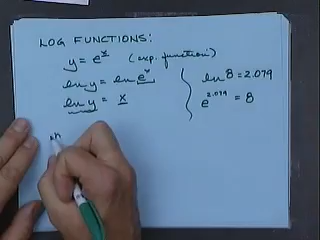 LOG FUNCTIONS:
y = e^x (exp. function)
ln y = ln e^x
ln y = x
ln 8 = 2.079
e^2.079 = 8